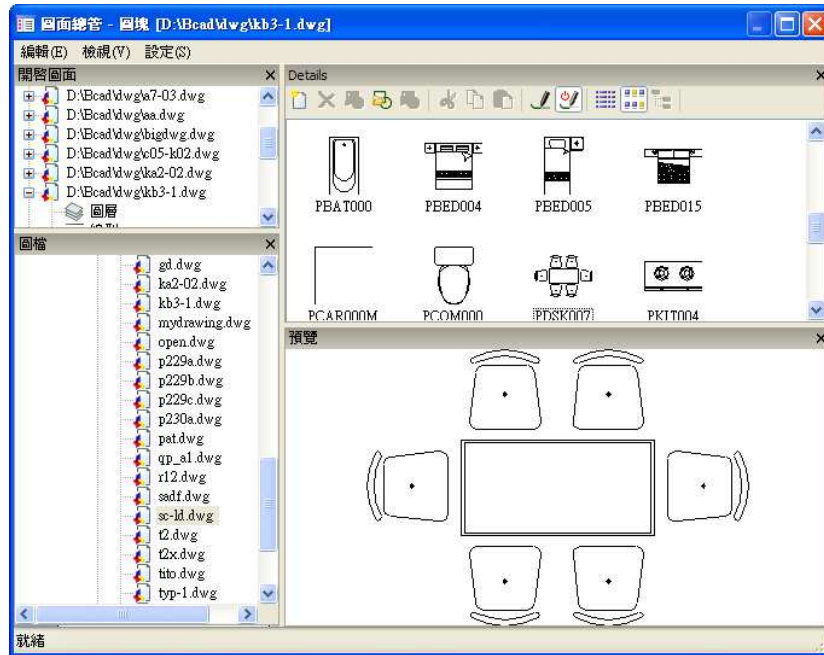 圖面總管 - 圖塊 [D:\Bcad\dwg\kb3-1.dwg]
編輯(E) 檢視(V) 設定(S)
開啓圖面
D:\Bcad\dwg\a7-03.dwg
D:\Bcad\dwg\aa.dwg
D:\Bcad\dwg\bigdwg.dwg
D:\Bcad\dwg\c05-k02.dwg
D:\Bcad\dwg\ka2-02.dwg
D:\Bcad\dwg\kb3-1.dwg
圖層
圖檔
gd.dwg
ka2-02.dwg
kb3-1.dwg
mydrawing.dwg
open.dwg
p229a.dwg
p229b.dwg
p229c.dwg
p230a.dwg
pat.dwg
qp_a1.dwg
r12.dwg
sadf.dwg
sc-ld.dwg
t2.dwg
t2x.dwg
tito.dwg
typ-1.dwg
Details
PBAT000 PBED004 PBED005 PBED015
PCAR000M PCOM000 PDSK007 PKIT004
預覽
就緒